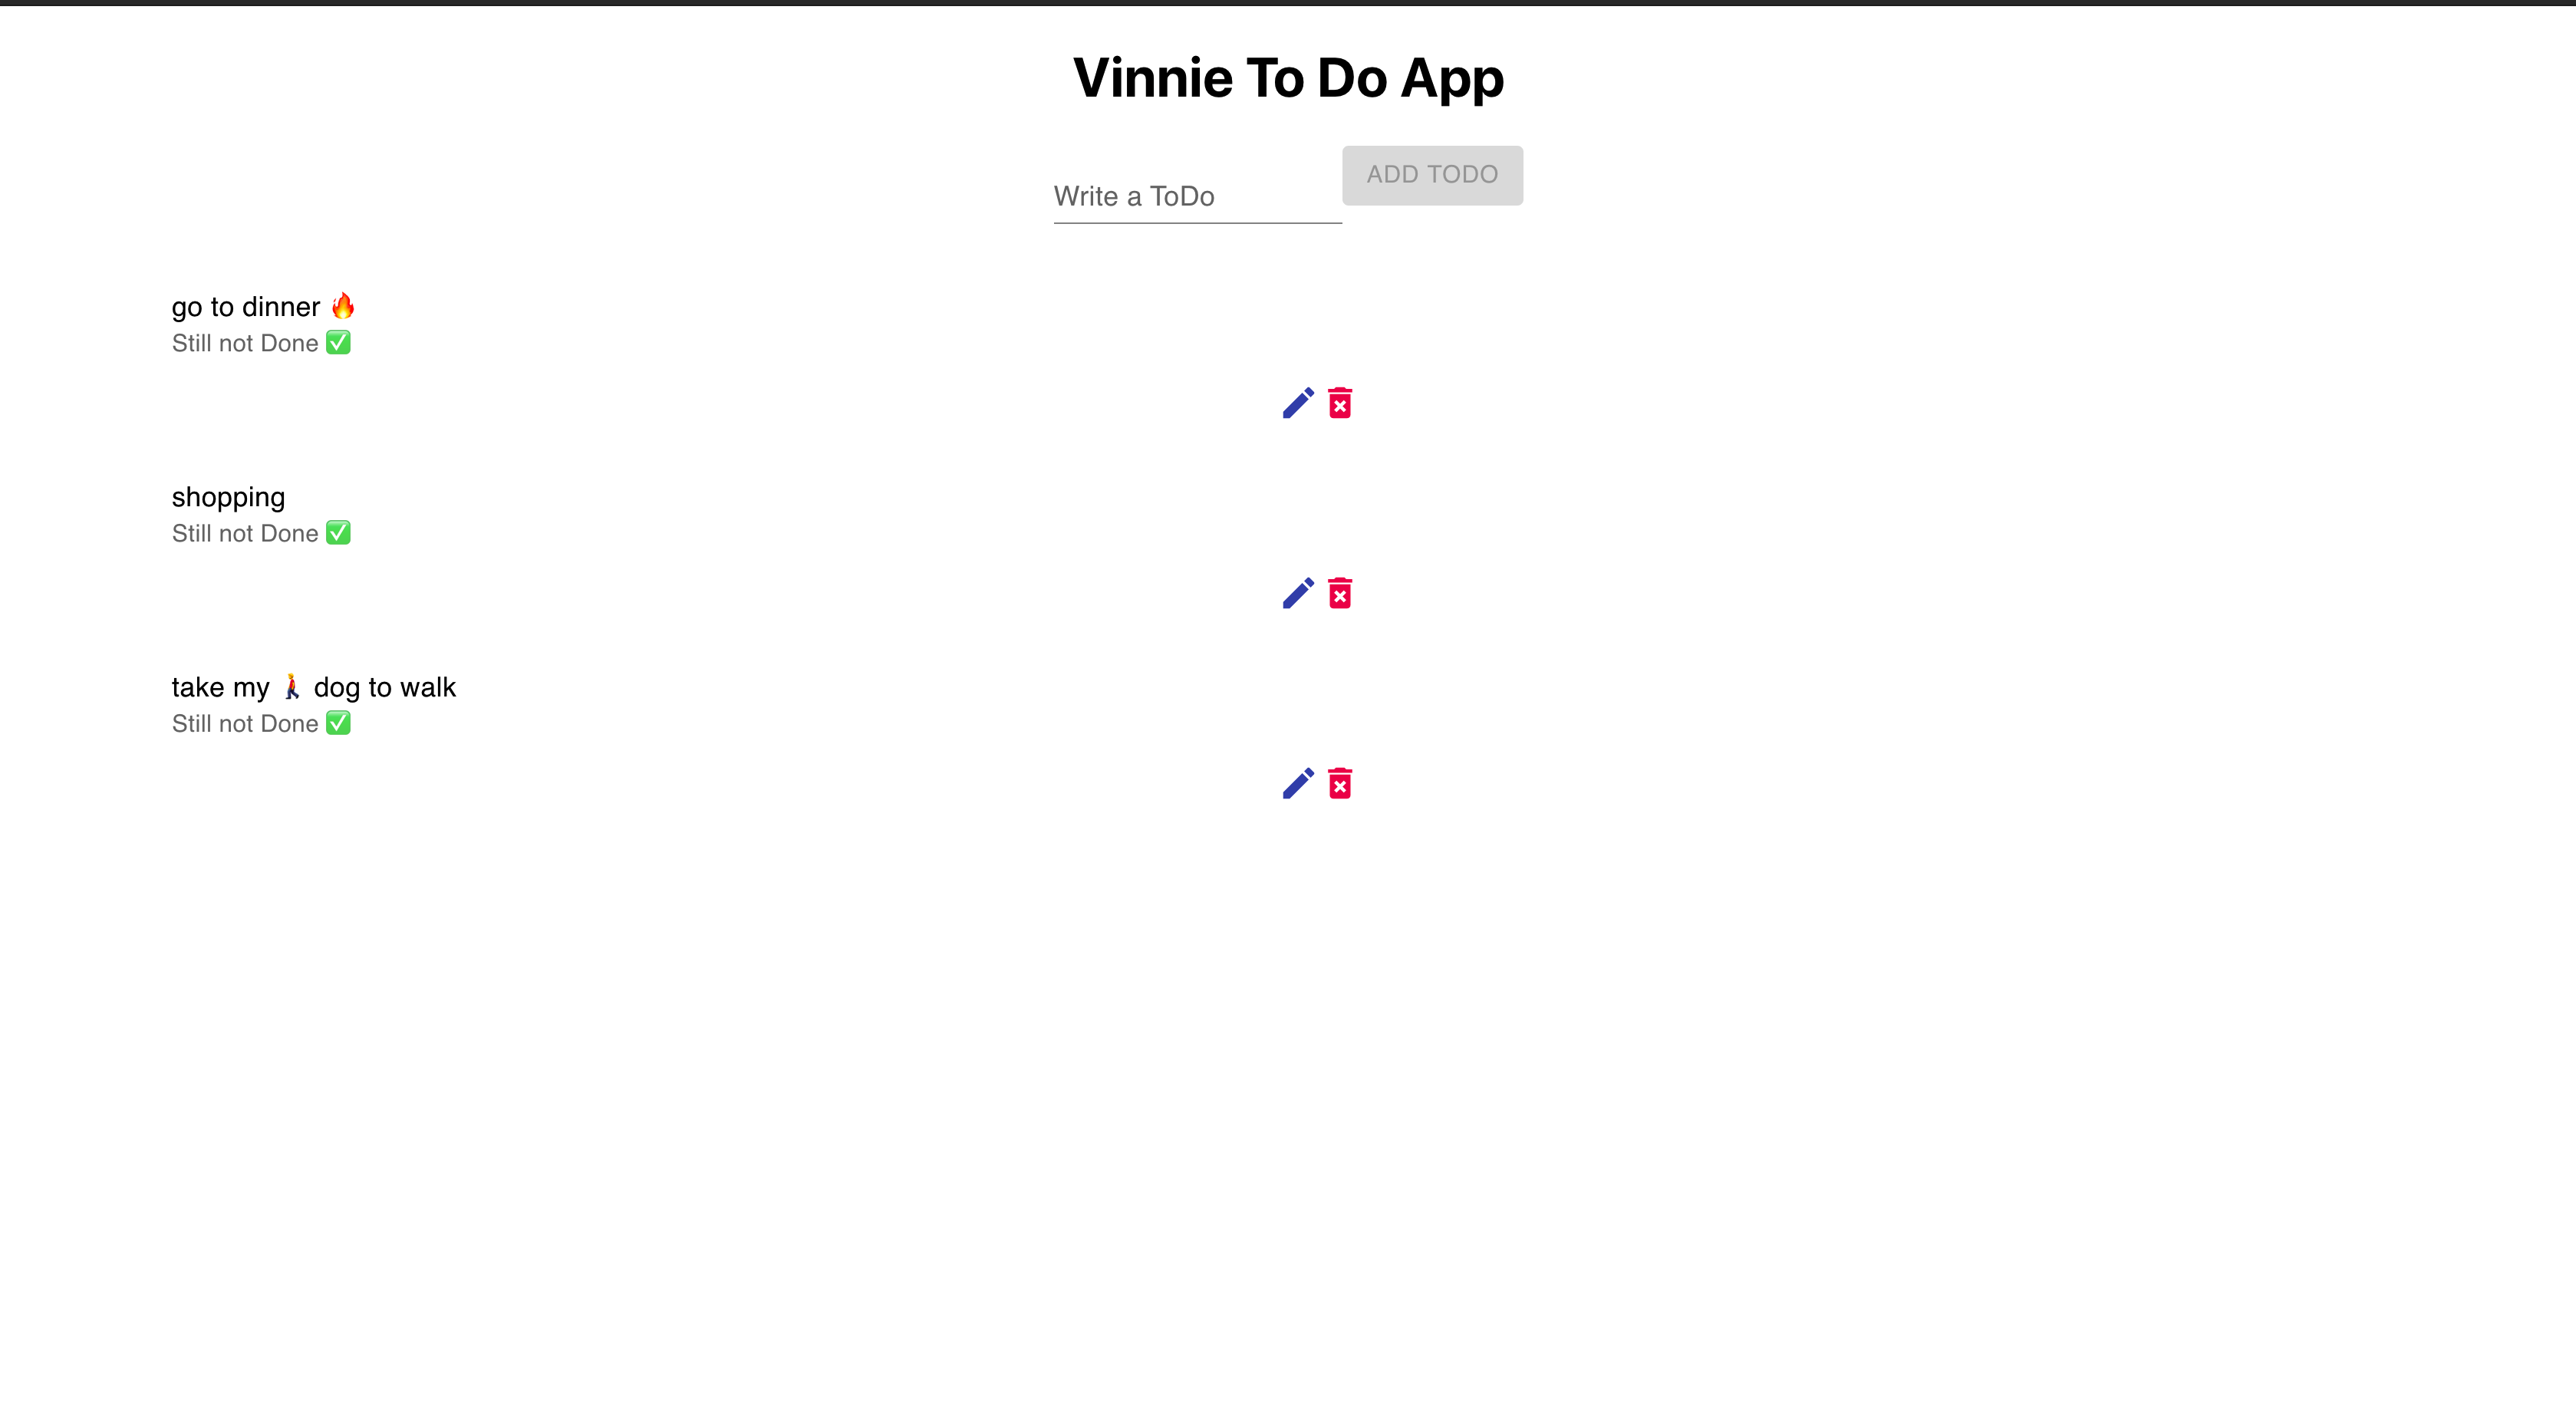 Vinnie To Do App
Write a ToDo
ADD TODO
go to dinner 🔥
Still not Done ✅
shopping
Still not Done ✅
take my 🚶 dog to walk
Still not Done ✅